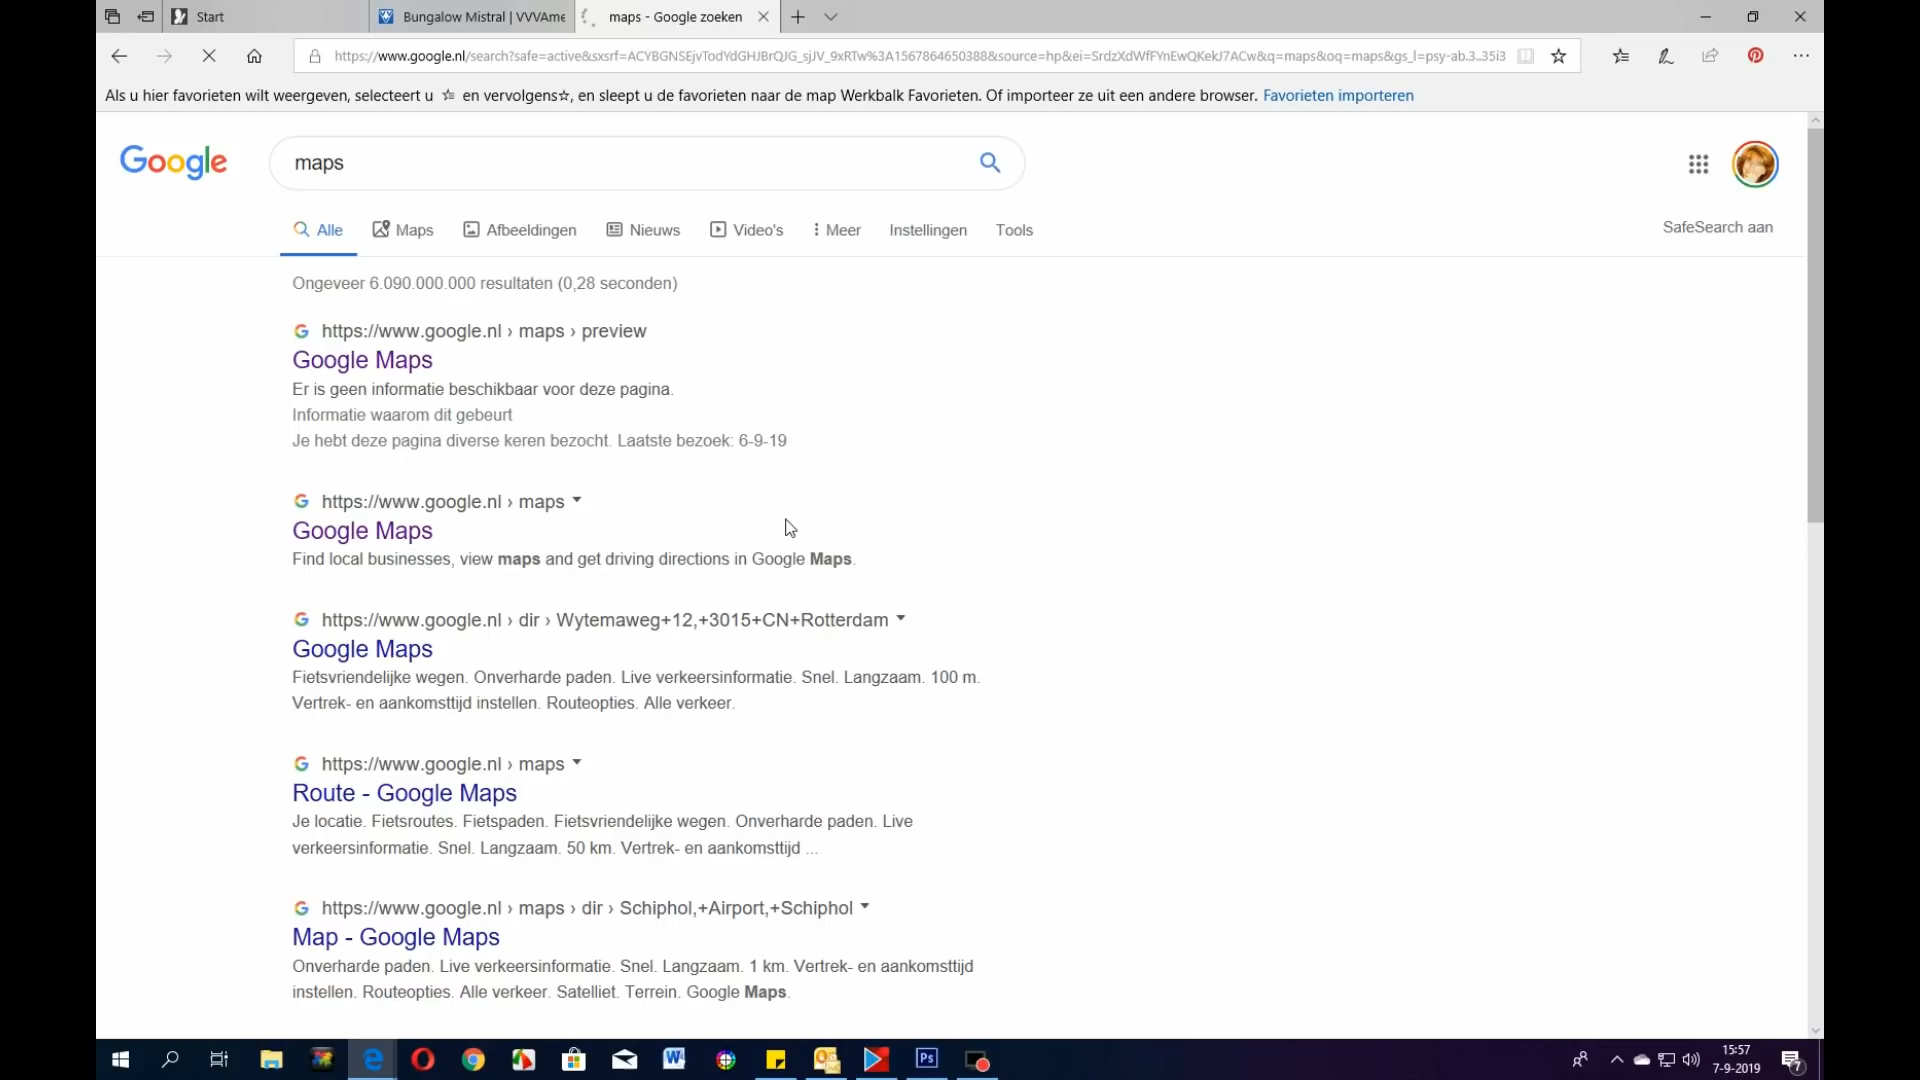 Start
Bungalow Mistral | VVVAme
maps - Google zoeken
https://www.google.nl/search?safe=active&sxsrf=ACYBGNSEjvTodYdGHJBrQJG_sjJV_9xRTw%3A1567864650388&source=hp&ei=SrdzXdWfFYnEwQKekJ7ACw&q=maps&oq=maps&gs_l=psy-ab.3..35i3
Als u hier favorieten wilt weergeven, selecteert u en vervolgens☆, en sleept u de favorieten naar de map Werkbalk Favorieten. Of importeer ze uit een andere browser. Favorieten importeren
Google
maps
Alle Maps Afbeeldingen Nieuws Video's Meer Instellingen Tools
SafeSearch aan
Ongeveer 6.090.000.000 resultaten (0,28 seconden)
https://www.google.nl › maps › preview
Google Maps
Er is geen informatie beschikbaar voor deze pagina.
Informatie waarom dit gebeurt
Je hebt deze pagina diverse keren bezocht. Laatste bezoek: 6-9-19
https://www.google.nl › maps
Google Maps
Find local businesses, view maps and get driving directions in Google Maps.
https://www.google.nl › dir › Wytemaweg+12,+3015+CN+Rotterdam
Google Maps
Fietsvriendelijke wegen. Onverharde paden. Live verkeersinformatie. Snel. Langzaam. 100 m.
Vertrek- en aankomsttijd instellen. Routeopties. Alle verkeer.
https://www.google.nl › maps
Route - Google Maps
Je locatie. Fietsroutes. Fietspaden. Fietsvriendelijke wegen. Onverharde paden. Live
verkeersinformatie. Snel. Langzaam. 50 km. Vertrek- en aankomsttijd ...
https://www.google.nl › maps › dir › Schiphol,+Airport,+Schiphol
Map - Google Maps
Onverharde paden. Live verkeersinformatie. Snel. Langzaam. 1 km. Vertrek- en aankomsttijd
instellen. Routeopties. Alle verkeer. Satelliet. Terrein. Google Maps.
Ps
15:57
7-9-2019
7